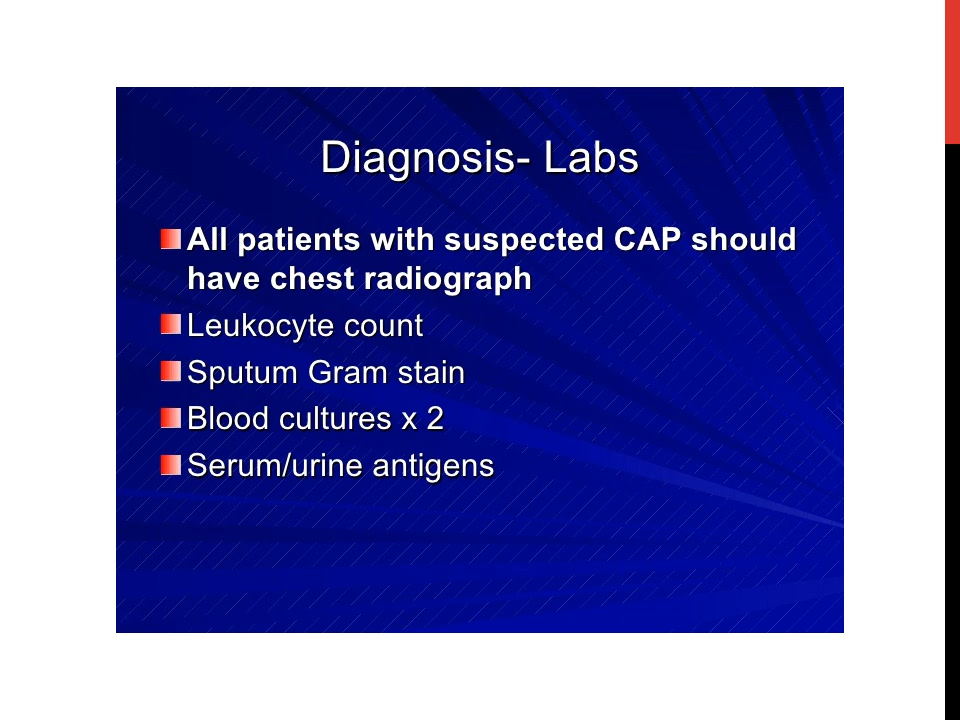 Diagnosis- Labs
All patients with suspected CAP should
have chest radiograph
Leukocyte count
Sputum Gram stain
Blood cultures x 2
Serum/urine antigens